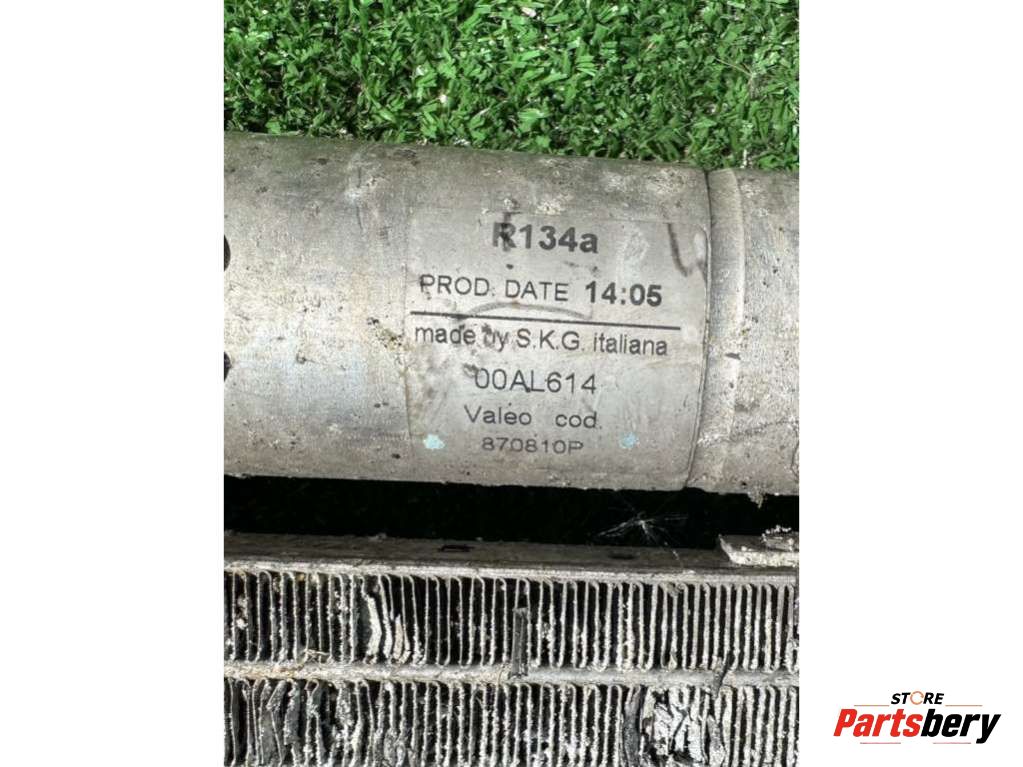 R134a
PROD. DATE 14:05
made by S.K.G. italiana
00AL614
Valeo cod.
870810P
STORE
Partsbery